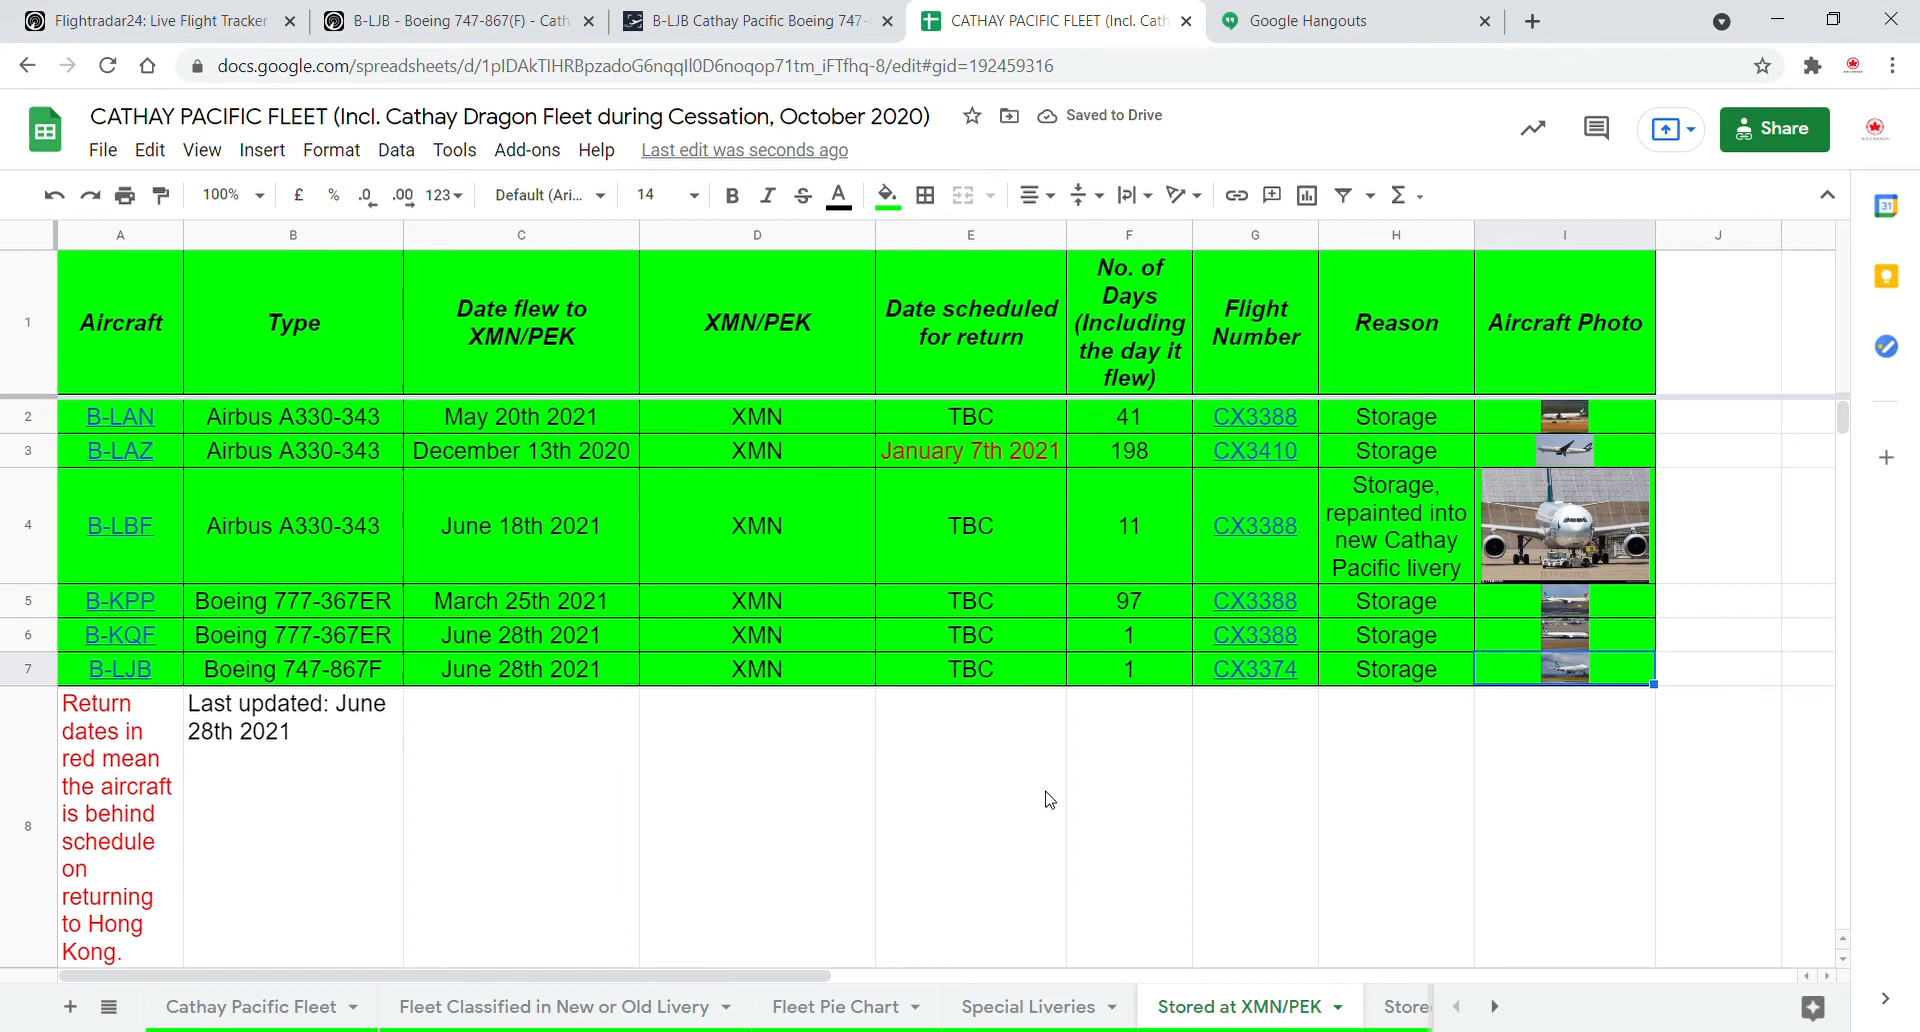 Flightradar24: Live Flight Tracker
B-LJB - Boeing 747-867(F) - Cath
B-LJB Cathay Pacific Boeing 747-
CATHAY PACIFIC FLEET (Incl. Cath
Google Hangouts
docs.google.com/spreadsheets/d/1pIDAkTIHRBpzadoG6nqqIl0D6noqop71tm_iFTfhq-8/edit#gid=192459316
CATHAY PACIFIC FLEET (Incl. Cathay Dragon Fleet during Cessation, October 2020)
Saved to Drive
Share
File Edit View Insert Format Data Tools Add-ons Help Last edit was seconds ago
100% £ % .0 .00 123 Default (Ari... 14 B I S A Σ
31
A B C D E F G H I J
1
Aircraft
Type
Date flew to
XMN/PEK
XMN/PEK
Date scheduled
for return
No. of
Days
(Including
the day it
flew)
Flight
Number
Reason
Aircraft Photo
2 B-LAN Airbus A330-343 May 20th 2021 XMN TBC 41 CX3388 Storage
3 B-LAZ Airbus A330-343 December 13th 2020 XMN January 7th 2021 198 CX3410 Storage
4 B-LBF Airbus A330-343 June 18th 2021 XMN TBC 11 CX3388
Storage,
repainted into
new Cathay
Pacific livery
5 B-KPP Boeing 777-367ER March 25th 2021 XMN TBC 97 CX3388 Storage
6 B-KQF Boeing 777-367ER June 28th 2021 XMN TBC 1 CX3388 Storage
7 B-LJB Boeing 747-867F June 28th 2021 XMN TBC 1 CX3374 Storage
8
Return
dates in
red mean
the aircraft
is behind
schedule
on
returning
to Hong
Kong.
Last updated: June
28th 2021
Cathay Pacific Fleet
Fleet Classified in New or Old Livery
Fleet Pie Chart
Special Liveries
Stored at XMN/PEK
Store